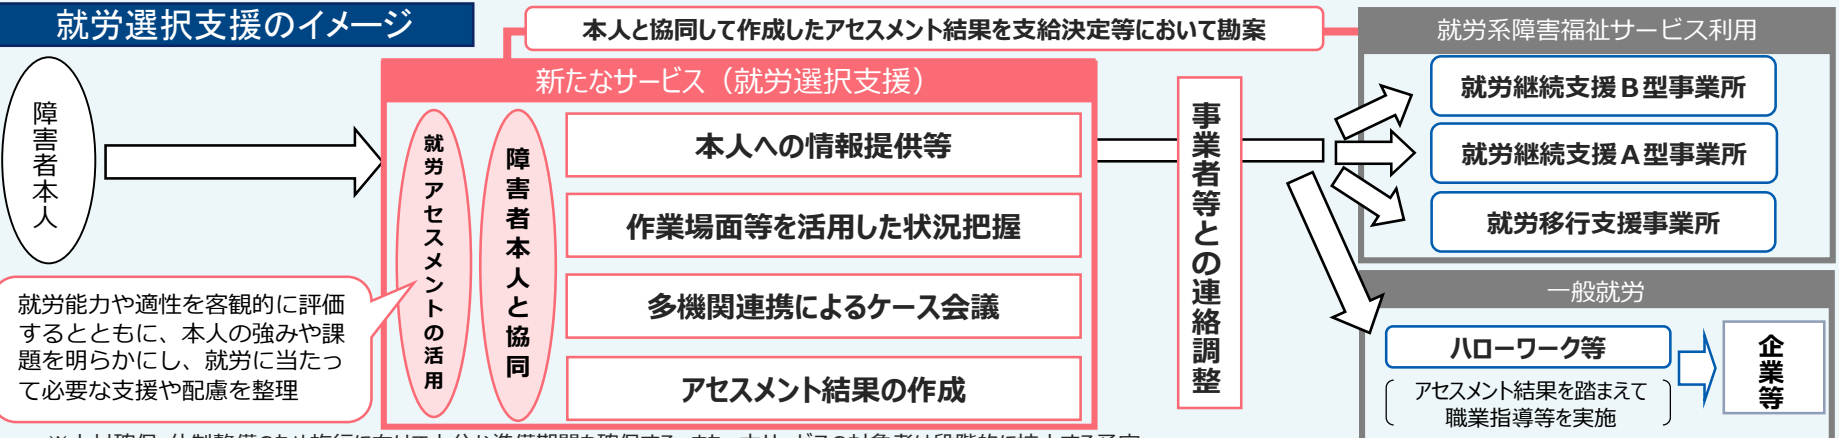 就労選択支援のイメージ
本人と協同して作成したアセスメント結果を支給決定等において勘案
障害者本人
新たなサービス（就労選択支援）
就労アセスメントの活用
障害者本人と協同
本人への情報提供等
作業場面等を活用した状況把握
多機関連携によるケース会議
アセスメント結果の作成
就労能力や適性を客観的に評価
するとともに、本人の強みや課
題を明らかにし、就労に当たっ
て必要な支援や配慮を整理
事業者等との連絡調整
就労系障害福祉サービス利用
就労継続支援Ｂ型事業所
就労継続支援Ａ型事業所
就労移行支援事業所
一般就労
ハローワーク等
アセスメント結果を踏まえて
職業指導等を実施
企業等